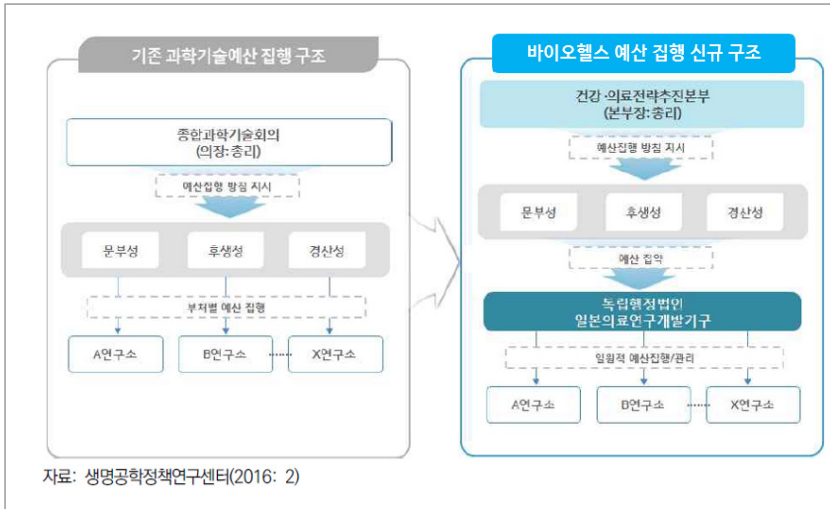 기존 과학기술예산 집행 구조
종합과학기술회의
(의장:총리)
예산집행 방침 지시
문부성 후생성 경산성
부처별 예산 집행
A연구소 B연구소 ...... X연구소
바이오헬스 예산 집행 신규 구조
건강·의료전략추진본부
(본부장:총리)
예산집행 방침 지시
문부성 후생성 경산성
예산 집약
독립행정법인
일본의료연구개발기구
일원적 예산집행/관리
A연구소 B연구소 ...... X연구소
자료: 생명공학정책연구센터(2016: 2)